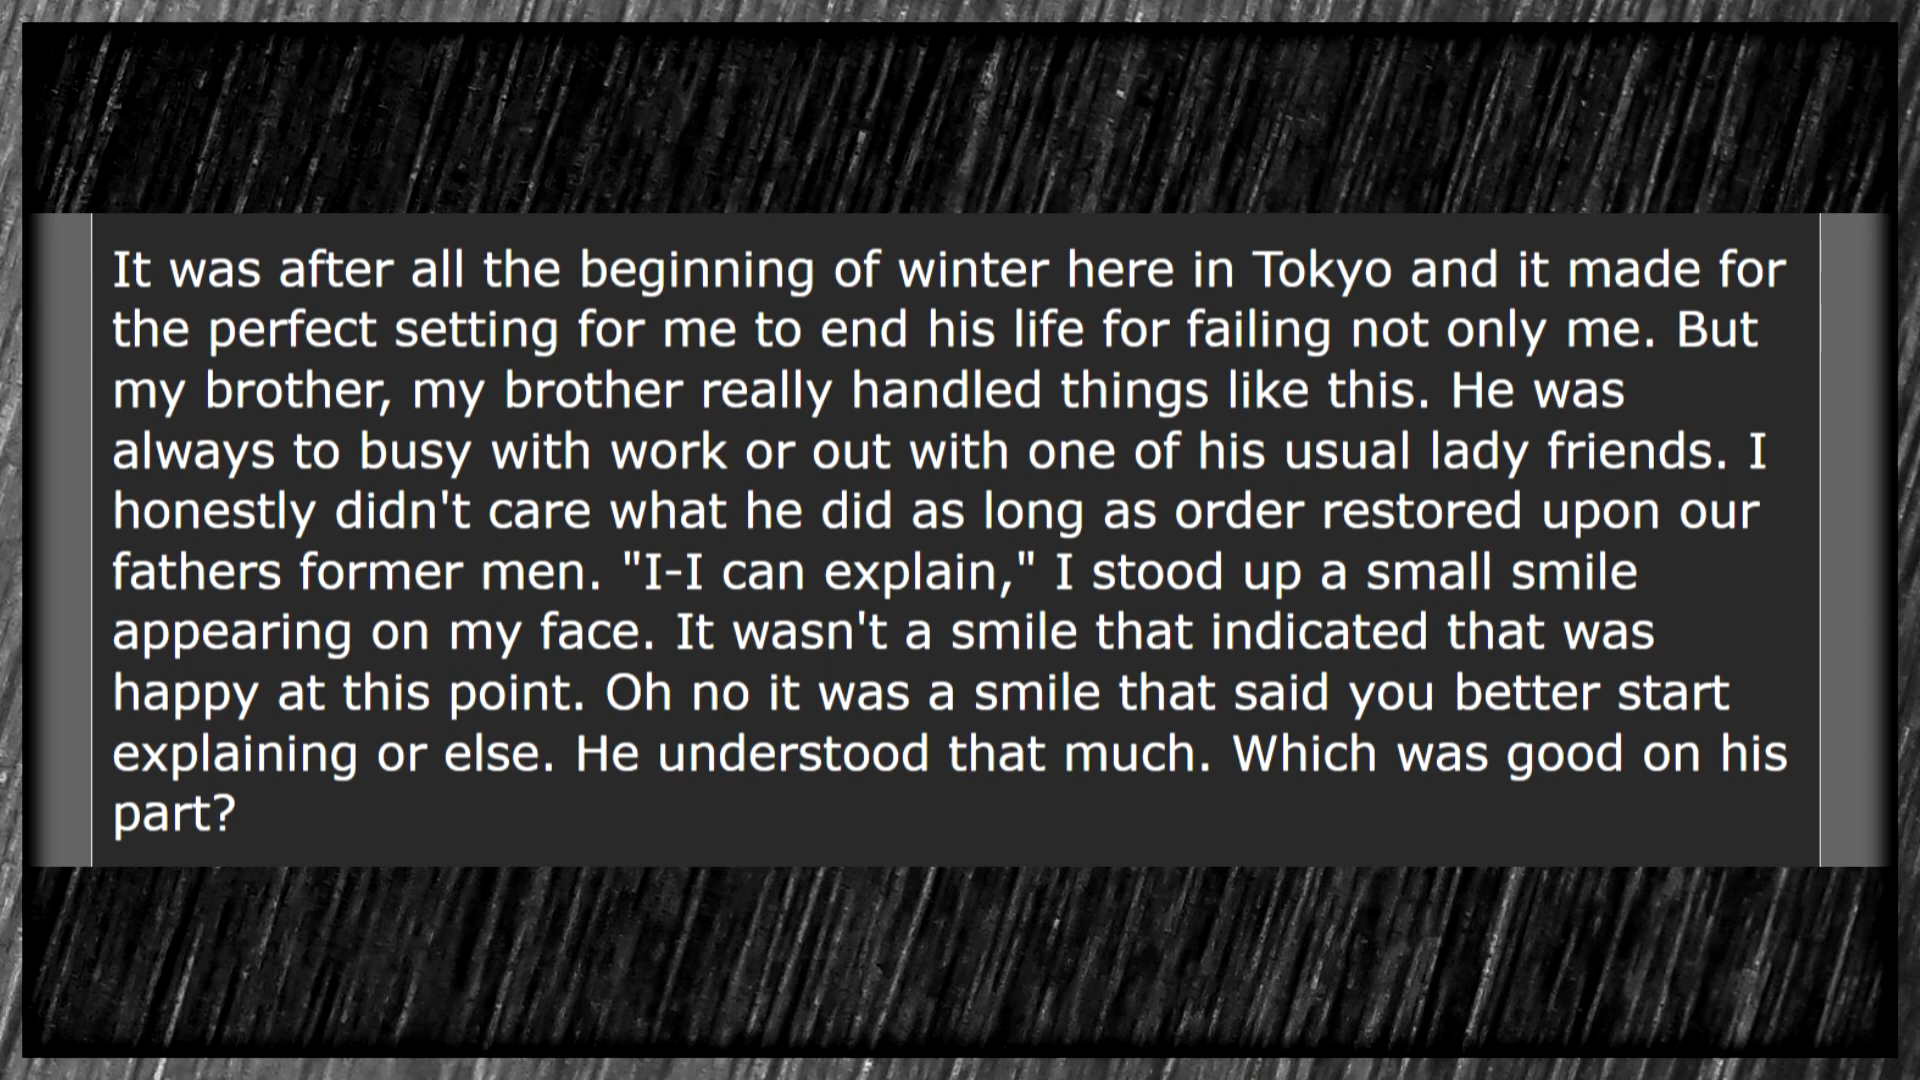 It was after all the beginning of winter here in Tokyo and it made for
the perfect setting for me to end his life for failing not only me. But
my brother, my brother really handled things like this. He was
always to busy with work or out with one of his usual lady friends. I
honestly didn't care what he did as long as order restored upon our
fathers former men. "I-I can explain," I stood up a small smile
appearing on my face. It wasn't a smile that indicated that was
happy at this point. Oh no it was a smile that said you better start
explaining or else. He understood that much. Which was good on his
part?